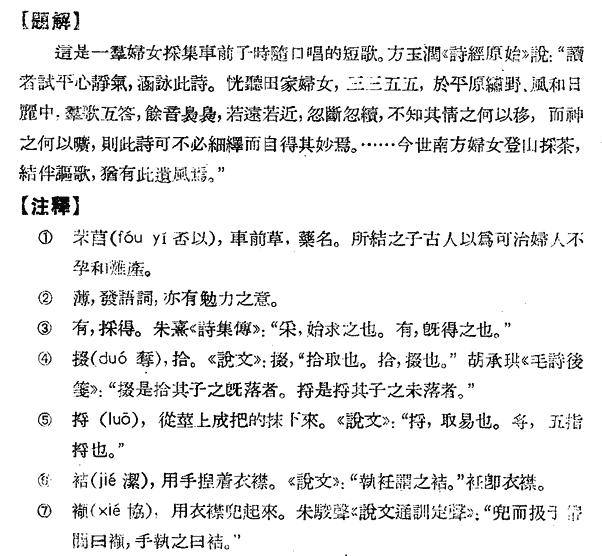 【題解】
這是一羣婦女採集車前子時隨口唱的短歌。方玉潤《詩經原始》說：“讀
者試平心靜氣，涵詠此詩。恍聽田家婦女，三三五五，於平原繡野、風和日
麗中，羣歌互答，餘音裊裊，若遠若近，忽斷忽續，不知其情之何以移，而神
之何以曠，則此詩可不必細繹而自得其妙焉。……今世南方婦女登山採茶，
結伴謳歌，猶有此遺風焉。”
【注釋】
① 芣苢(fóu yǐ 否以)，車前草，藥名。所結之子古人以爲可治婦人不
孕和難產。
② 薄，發語詞，亦有勉力之意。
③ 有，採得。朱熹《詩集傳》：“采，始求之也。有，旣得之也。”
④ 掇(duó 奪)，拾。《說文》：掇，“拾取也。拾，掇也。”胡承珙《毛詩後
箋》：“掇是拾其子之旣落者。捋是捋其子之未落者。”
⑤ 捋 (luō)，從莖上成把的抹下來。《說文》：“捋，取易也。寽，五指
捋也。”
⑥ 袺(jié 潔)，用手捏着衣襟。《說文》：“執衽謂之袺。”衽卽衣襟。
⑦ 襭(xié 協)，用衣襟兜起來。朱駿聲《說文通訓定聲》：“兜而扱于帶
間曰襭，手執之曰袺。”